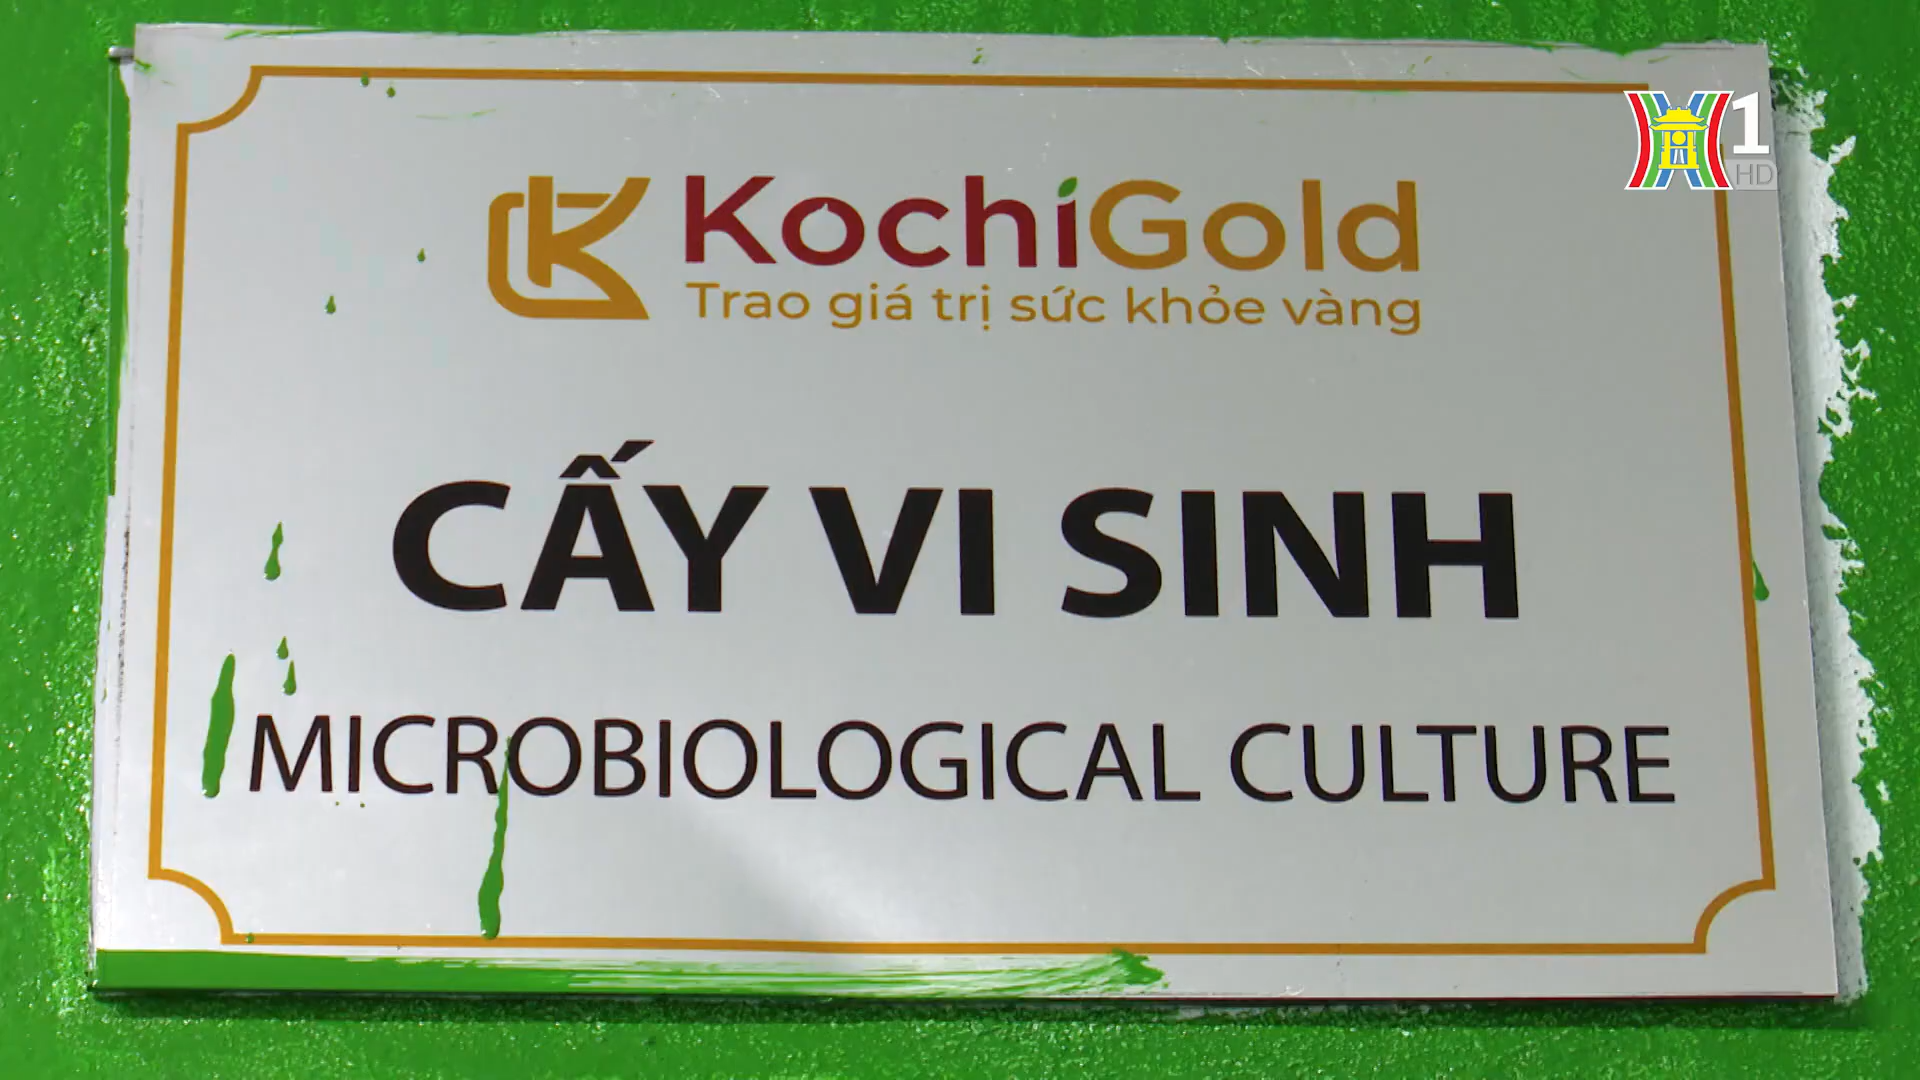 1
HD
KochiGold
Trao giá trị sức khỏe vàng
CẤY VI SINH
MICROBIOLOGICAL CULTURE